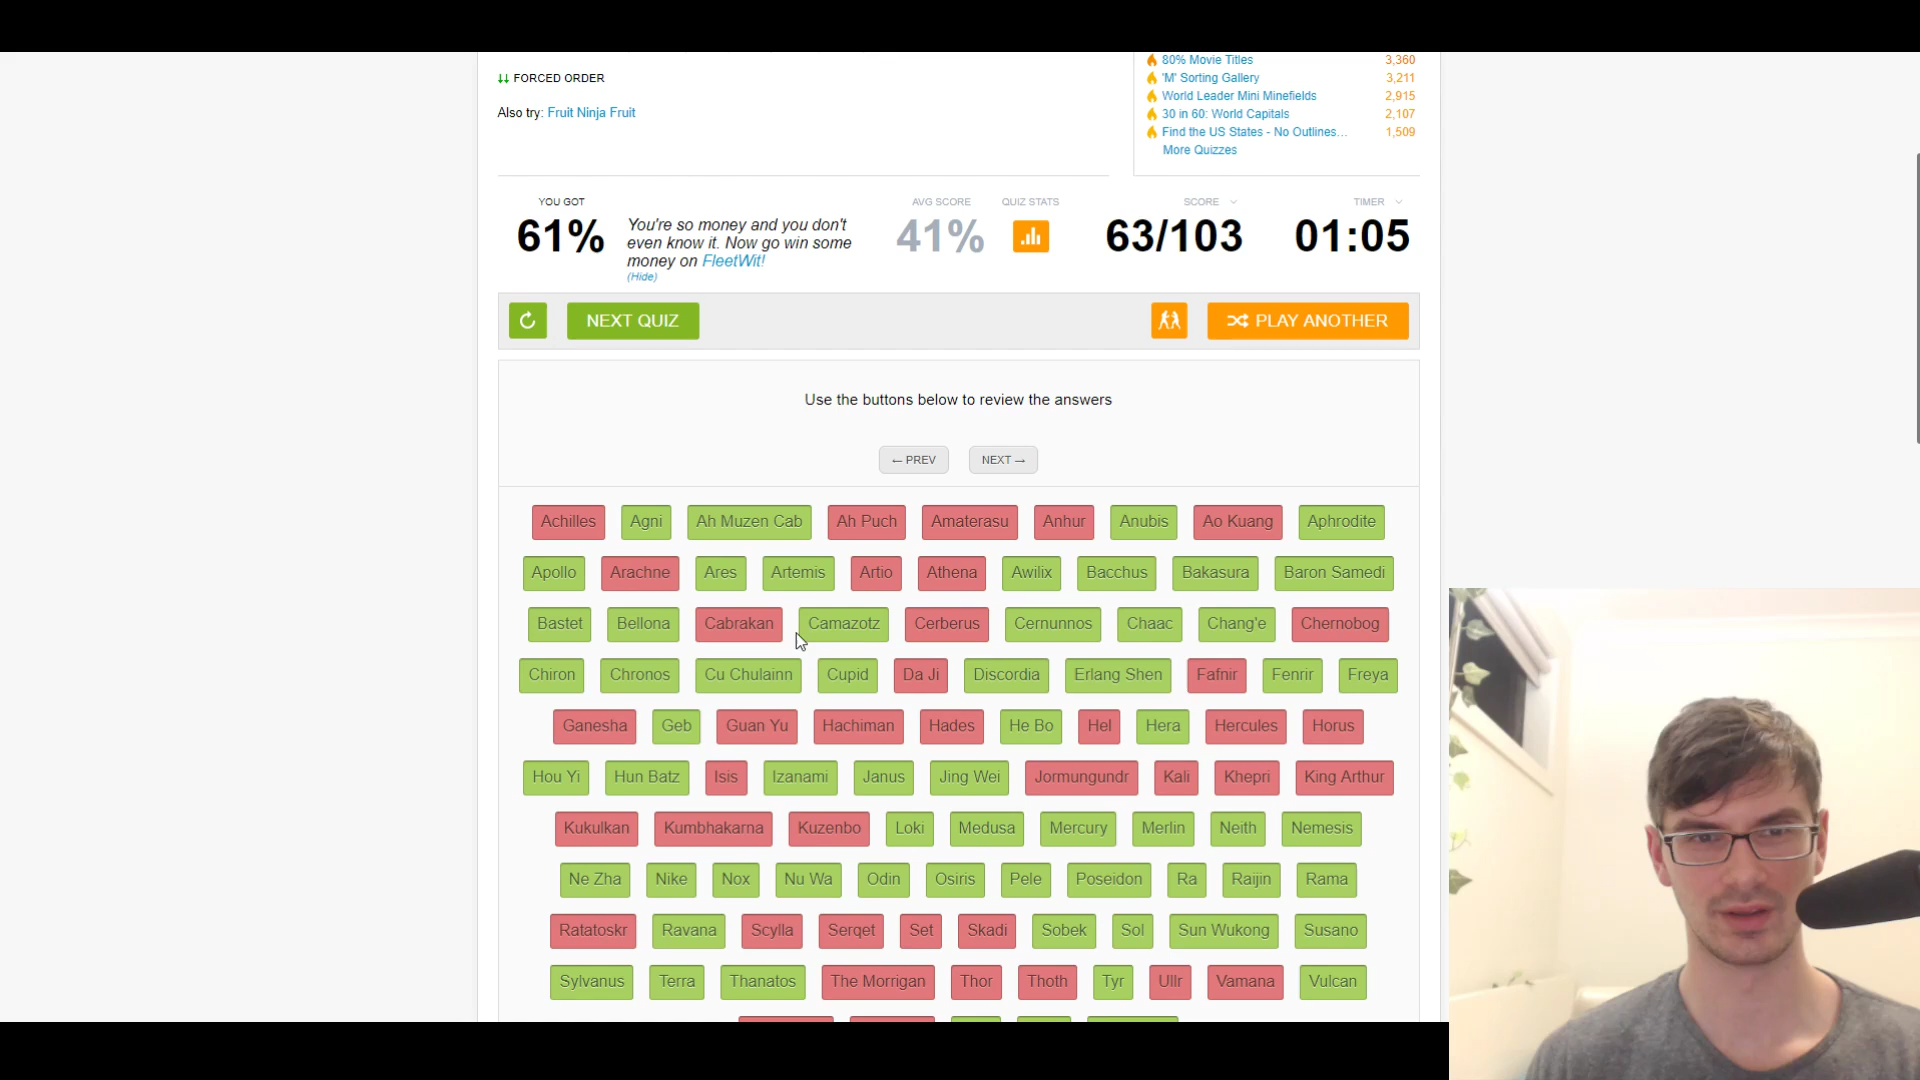 FORCED ORDER
Also try: Fruit Ninja Fruit
80% Movie Titles 3,360
'M' Sorting Gallery 3,211
World Leader Mini Minefields 2,915
30 in 60: World Capitals 2,107
Find the US States - No Outlines... 1,509
More Quizzes
YOU GOT
61%
You're so money and you don't
even know it. Now go win some
money on FleetWit!
(Hide)
AVG SCORE
41%
QUIZ STATS
SCORE
63/103
TIMER
01:05
NEXT QUIZ
PLAY ANOTHER
Use the buttons below to review the answers
← PREV NEXT →
Achilles Agni Ah Muzen Cab Ah Puch Amaterasu Anhur Anubis Ao Kuang Aphrodite
Apollo Arachne Ares Artemis Artio Athena Awilix Bacchus Bakasura Baron Samedi
Bastet Bellona Cabrakan Camazotz Cerberus Cernunnos Chaac Chang'e Chernobog
Chiron Chronos Cu Chulainn Cupid Da Ji Discordia Erlang Shen Fafnir Fenrir Freya
Ganesha Geb Guan Yu Hachiman Hades He Bo Hel Hera Hercules Horus
Hou Yi Hun Batz Isis Izanami Janus Jing Wei Jormungundr Kali Khepri King Arthur
Kukulkan Kumbhakarna Kuzenbo Loki Medusa Mercury Merlin Neith Nemesis
Ne Zha Nike Nox Nu Wa Odin Osiris Pele Poseidon Ra Raijin Rama
Ratatoskr Ravana Scylla Serqet Set Skadi Sobek Sol Sun Wukong Susano
Sylvanus Terra Thanatos The Morrigan Thor Thoth Tyr Ullr Vamana Vulcan